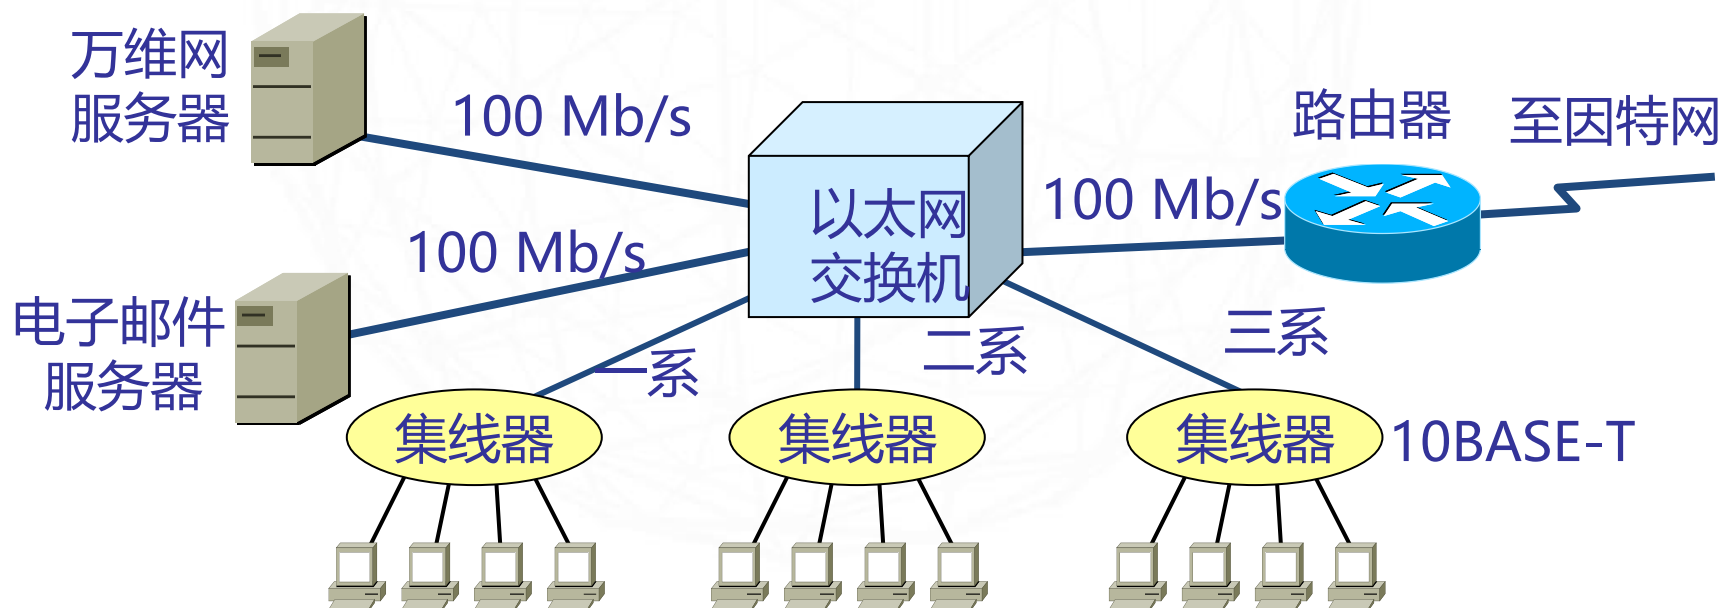 万维网
服务器
100 Mb/s
路由器
至因特网
以太网
交换机
100 Mb/s
100 Mb/s
电子邮件
服务器
一系
二系
三系
集线器
集线器
集线器
10BASE-T